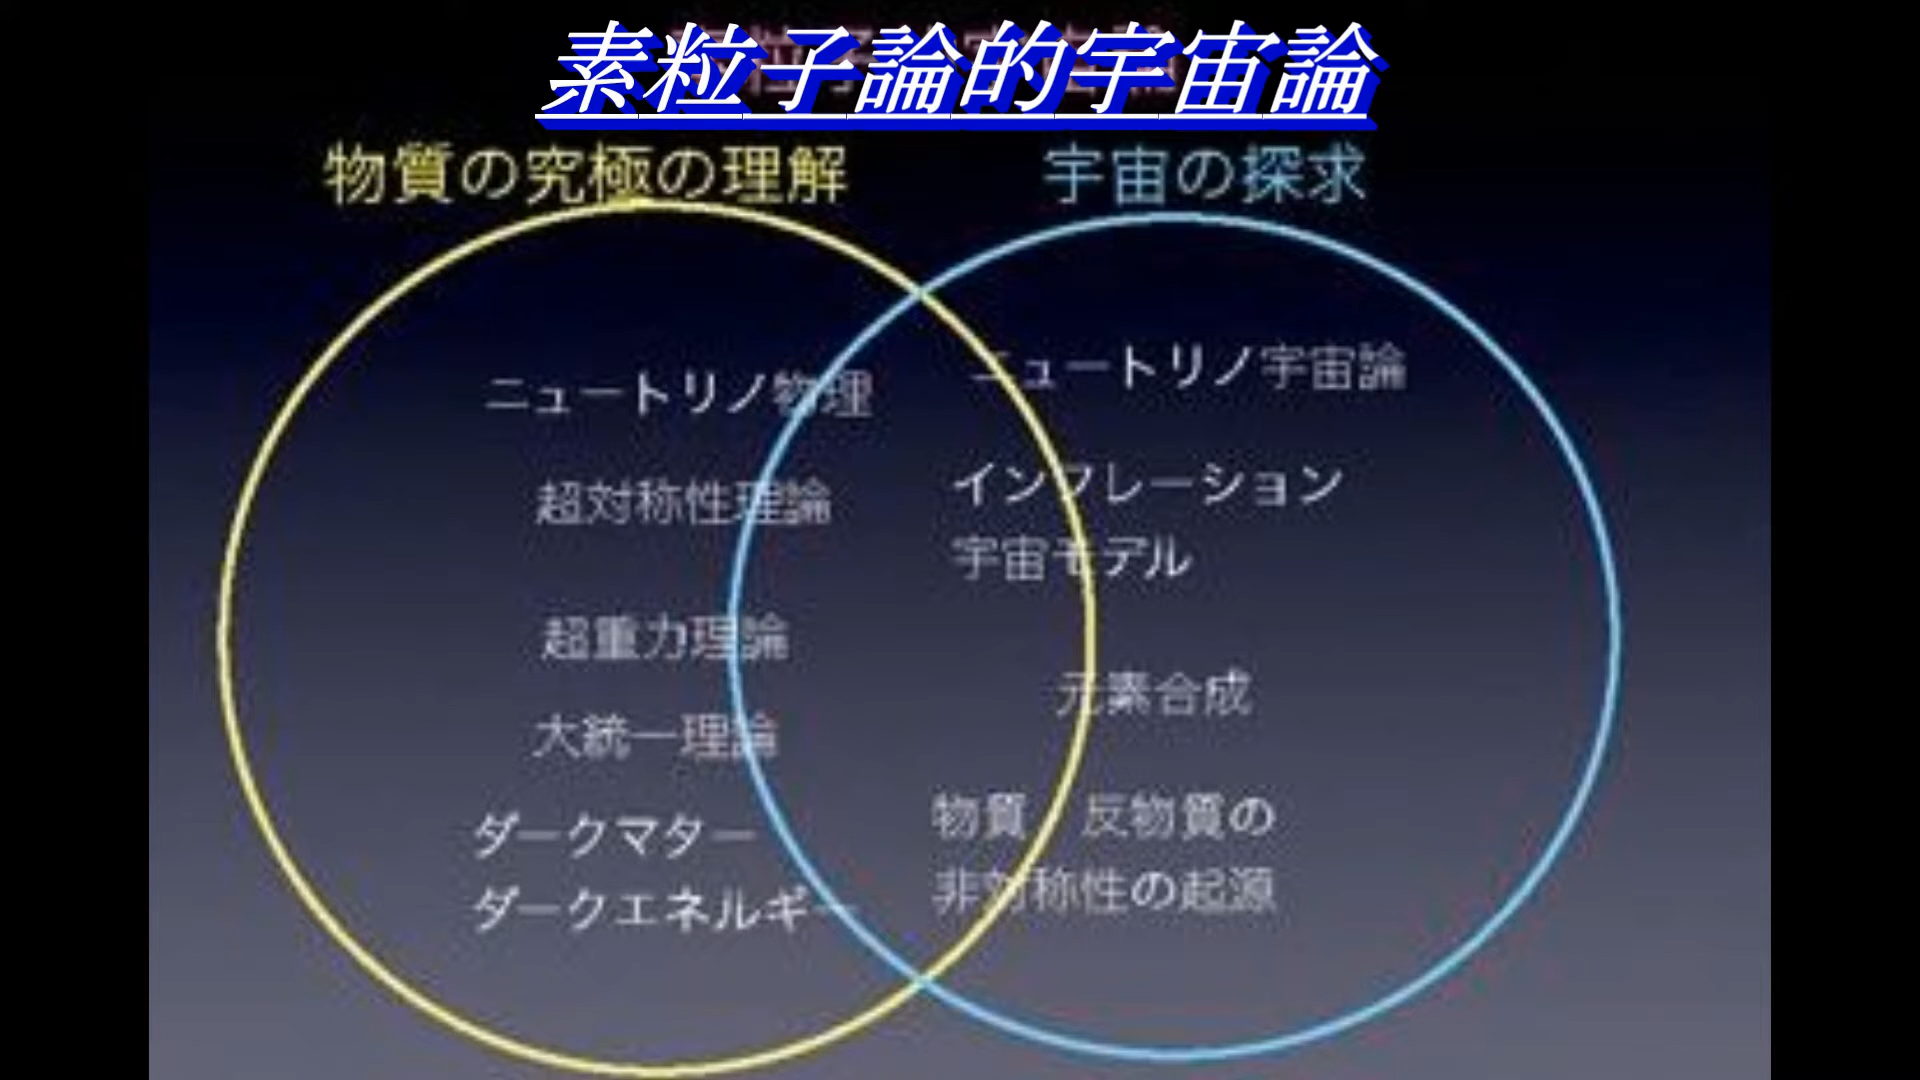 素粒子論的宇宙論
物質の究極の理解
宇宙の探求
ニュートリノ物理
超対称性理論
超重力理論
大統一理論
ダークマター
ダークエネルギー
ニュートリノ宇宙論
インフレーション
宇宙モデル
元素合成
物質 反物質の
非対称性の起源